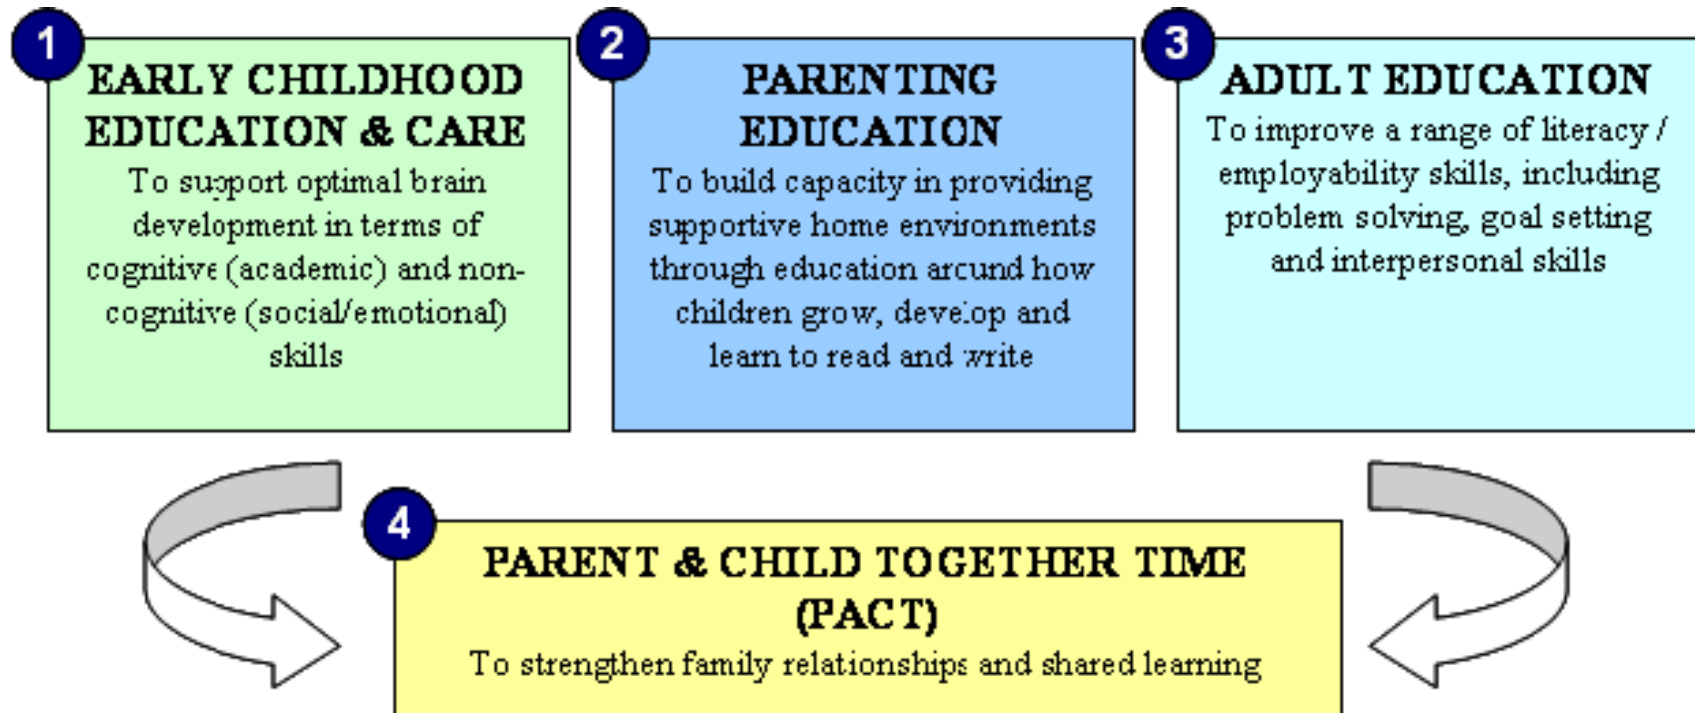 1
EARLY CHILDHOOD
EDUCATION & CARE
To support optimal brain
development in terms of
cognitive (academic) and non-
cognitive (social/emotional)
skills
2
PARENTING
EDUCATION
To build capacity in providing
supportive home environments
through education around how
children grow, develop and
learn to read and write
3
ADULT EDUCATION
To improve a range of literacy /
employability skills, including
problem solving, goal setting
and interpersonal skills
4
PARENT & CHILD TOGETHER TIME
(PACT)
To strengthen family relationships and shared learning